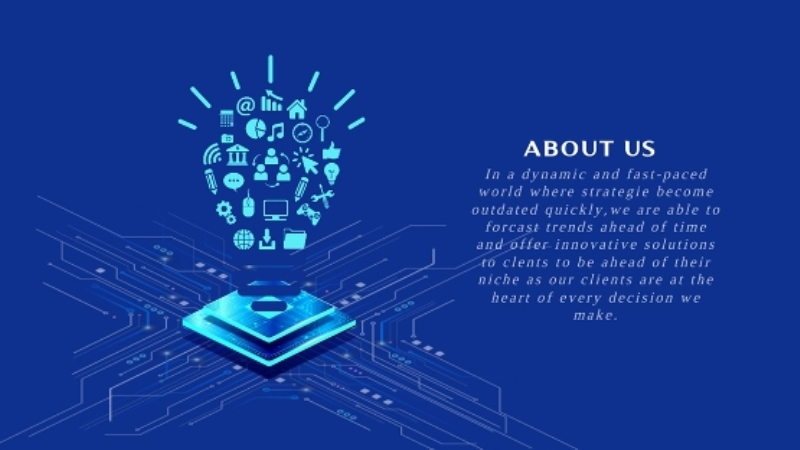 ABOUT US
In a dynamic and fast-paced
world where strategie become
outdated quickly,we are able to
forcast trends ahead of time
and offer innovative solutions
to clents to be ahead of their
niche as our clients are at the
heart of every decision we
make.